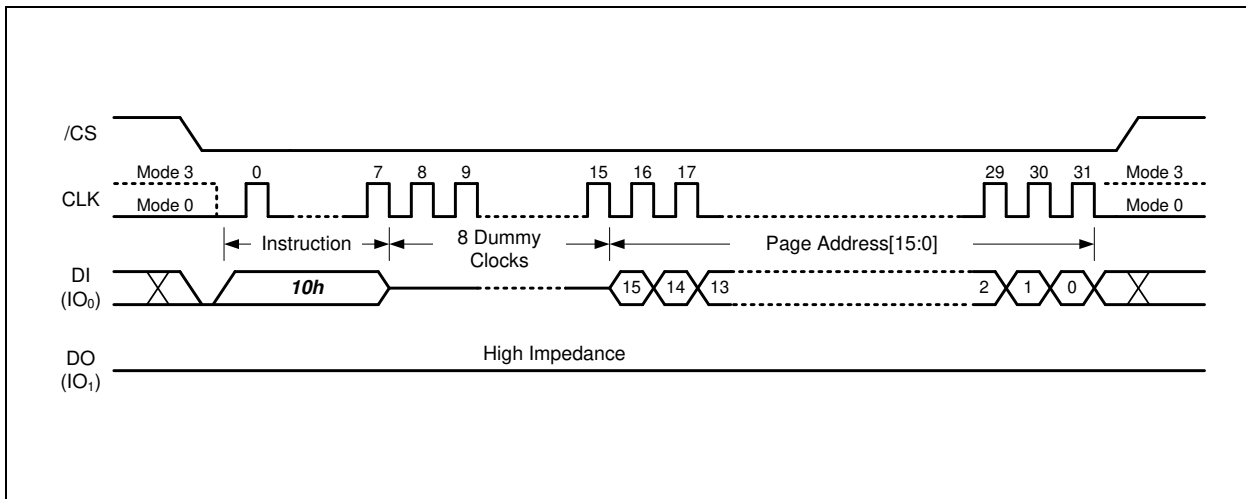 /CS
Mode 3 0 7 8 9 15 16 17 29 30 31 Mode 3
CLK
Mode 0 Mode 0
Instruction 8 Dummy Clocks Page Address[15:0]
DI
(IO₀)
10h 15 14 13 2 1 0
High Impedance
DO
(IO₁)